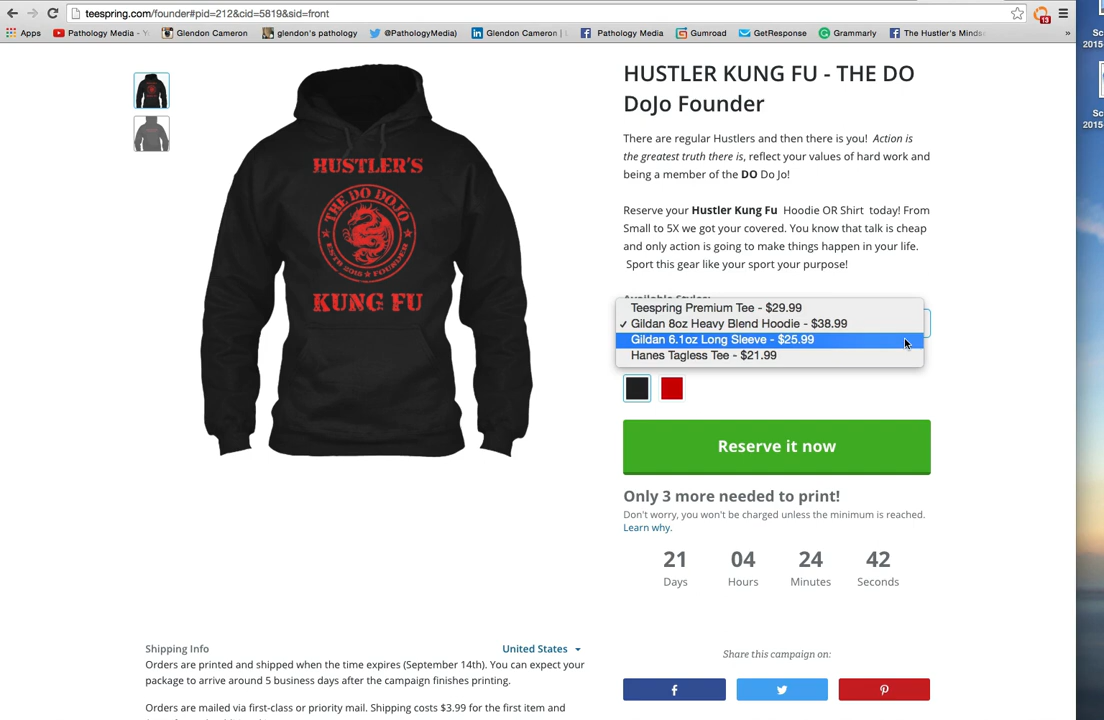 teespring.com/founder#pid=212&cid=5819&sid=front
Apps Pathology Media - Glendon Cameron glendon's pathology @PathologyMedia) Glendon Cameron | Pathology Media Gumroad GetResponse Grammarly The Hustler's Minds »
13
2015
2015
HUSTLER'S
THE DO DOJO
ESTB 2015 ★ FOUNDER
KUNG FU
HUSTLER KUNG FU - THE DO
DoJo Founder
There are regular Hustlers and then there is you! Action is
the greatest truth there is, reflect your values of hard work and
being a member of the DO Do Jo!
Reserve your Hustler Kung Fu Hoodie OR Shirt today! From
Small to 5X we got your covered. You know that talk is cheap
and only action is going to make things happen in your life.
Sport this gear like your sport your purpose!
Available Styles:
Teespring Premium Tee - $29.99
✓ Gildan 8oz Heavy Blend Hoodie - $38.99
Gildan 6.1oz Long Sleeve - $25.99
Hanes Tagless Tee - $21.99
Reserve it now
Only 3 more needed to print!
Don't worry, you won't be charged unless the minimum is reached.
Learn why.
21 04 24 42
Days Hours Minutes Seconds
Shipping Info United States
Orders are printed and shipped when the time expires (September 14th). You can expect your
package to arrive around 5 business days after the campaign finishes printing.
Orders are mailed via first-class or priority mail. Shipping costs $3.99 for the first item and
Share this campaign on: